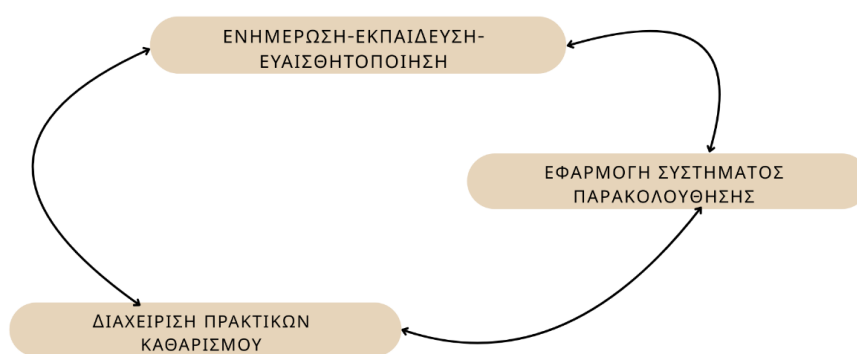 ΕΝΗΜΕΡΩΣΗ-ΕΚΠΑΙΔΕΥΣΗ-
ΕΥΑΙΣΘΗΤΟΠΟΙΗΣΗ
ΕΦΑΡΜΟΓΗ ΣΥΣΤΗΜΑΤΟΣ
ΠΑΡΑΚΟΛΟΥΘΗΣΗΣ
ΔΙΑΧΕΙΡΙΣΗ ΠΡΑΚΤΙΚΩΝ
ΚΑΘΑΡΙΣΜΟΥ